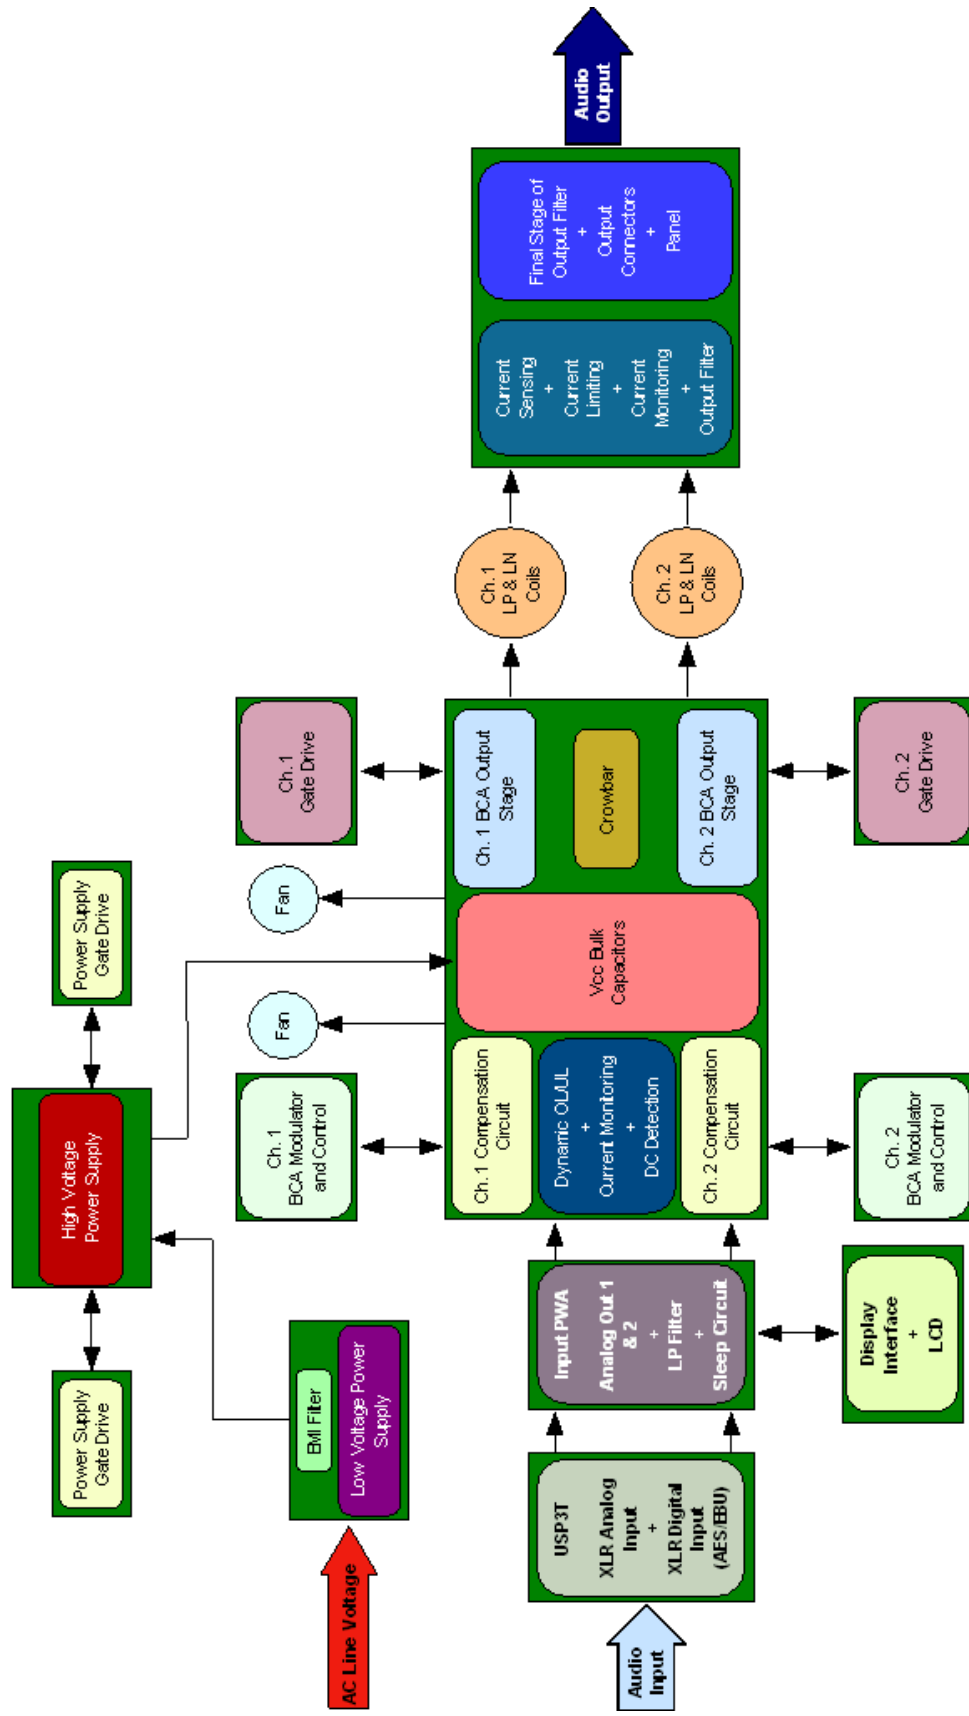 Power Supply
Gate Drive
High Voltage
Power Supply
Power Supply
Gate Drive
AC Line Voltage
EMI Filter
Low Voltage Power
Supply
Ch. 1
BCA Modulator
and Control
Fan
Fan
Ch. 1
Gate Drive
Audio
Input
USP3T
XLR Analog
Input
+
XLR Digital
Input
(AES/EBU)
Input PWA
Analog Out 1
& 2
+
LP Filter
+
Sleep Circuit
Ch. 1 Compensation
Circuit
Dynamic OL/UL
+
Current Monitoring
+
DC Detection
Ch. 2 Compensation
Circuit
Vcc Bulk
Capacitors
Ch. 1 BCA Output
Stage
Crowbar
Ch. 2 BCA Output
Stage
Ch. 1
LP & LN
Coils
Ch. 2
LP & LN
Coils
Current
Sensing
+
Current
Limiting
+
Current
Monitoring
+
Output Filter
Final Stage of
Output Filter
+
Output
Connectors
+
Panel
Audio
Output
Display
Interface
+
LCD
Ch. 2
BCA Modulator
and Control
Ch. 2
Gate Drive